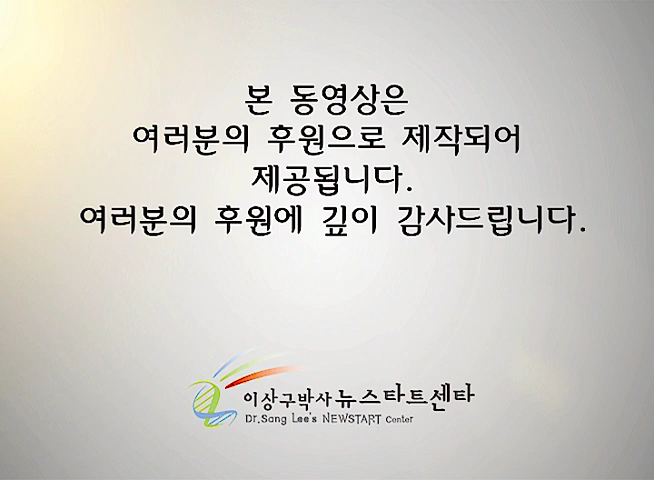 본 동영상은
여러분의 후원으로 제작되어
제공됩니다.
여러분의 후원에 깊이 감사드립니다.
이상구박사 뉴스타트센타
Dr.Sang Lee's NEWSTART Center